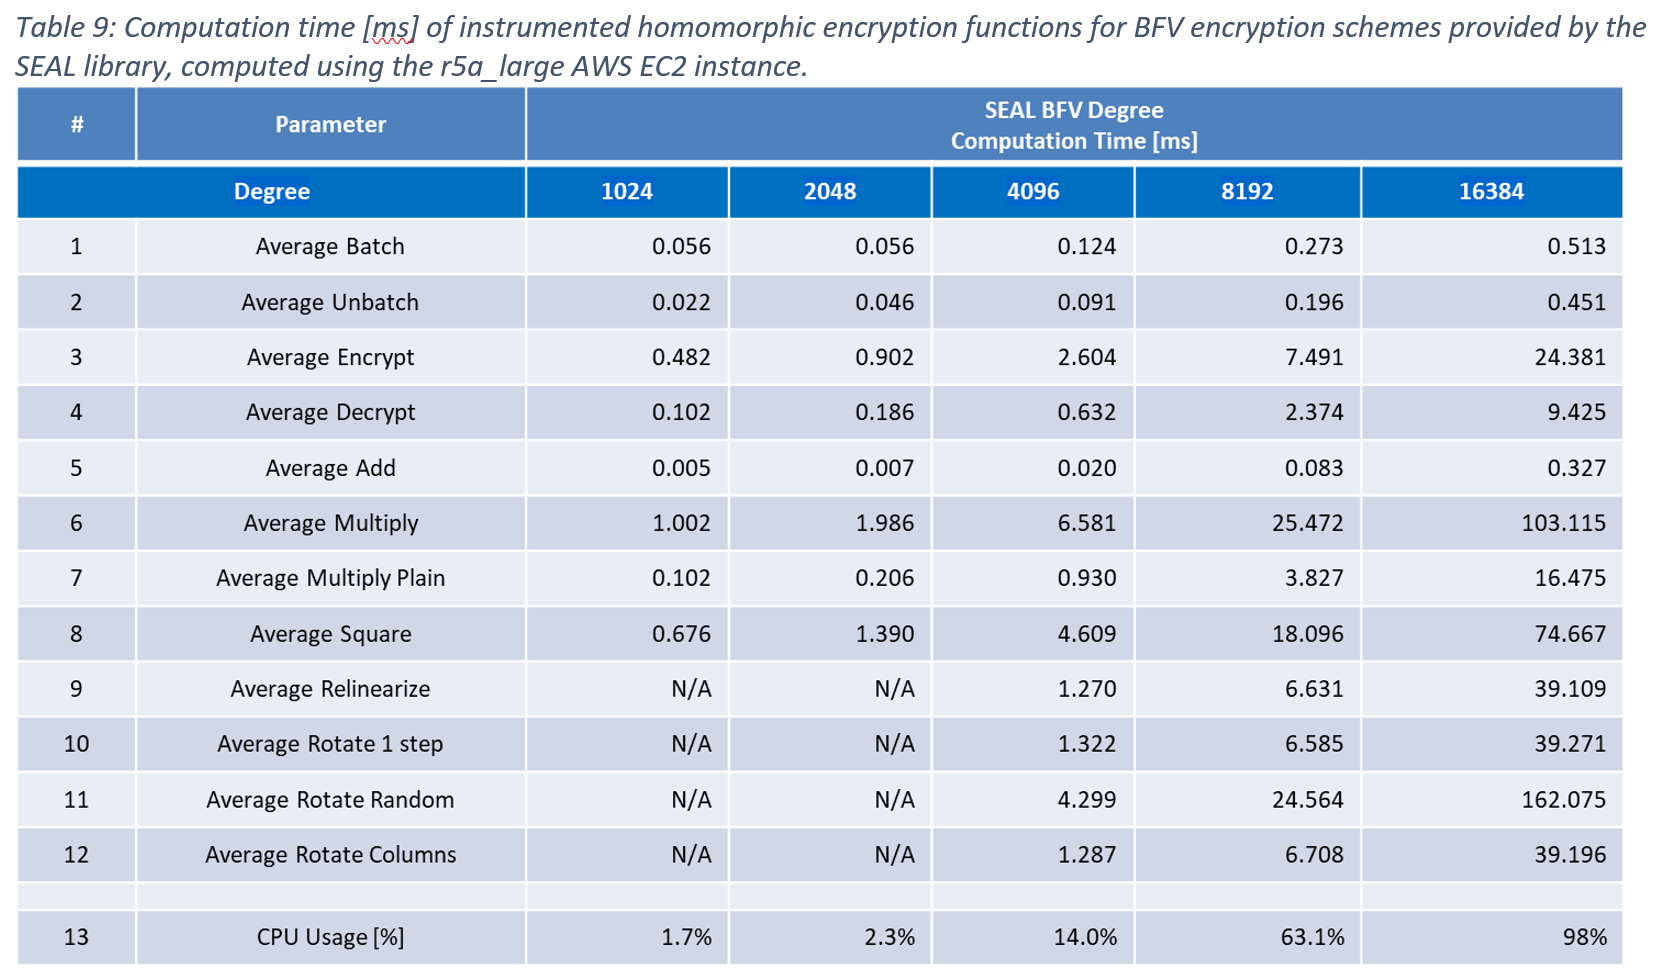 Table 9: Computation time [ms] of instrumented homomorphic encryption functions for BFV encryption schemes provided by the
SEAL library, computed using the r5a_large AWS EC2 instance.
# Parameter SEAL BFV Degree
Computation Time [ms]
Degree 1024 2048 4096 8192 16384
1 Average Batch 0.056 0.056 0.124 0.273 0.513
2 Average Unbatch 0.022 0.046 0.091 0.196 0.451
3 Average Encrypt 0.482 0.902 2.604 7.491 24.381
4 Average Decrypt 0.102 0.186 0.632 2.374 9.425
5 Average Add 0.005 0.007 0.020 0.083 0.327
6 Average Multiply 1.002 1.986 6.581 25.472 103.115
7 Average Multiply Plain 0.102 0.206 0.930 3.827 16.475
8 Average Square 0.676 1.390 4.609 18.096 74.667
9 Average Relinearize N/A N/A 1.270 6.631 39.109
10 Average Rotate 1 step N/A N/A 1.322 6.585 39.271
11 Average Rotate Random N/A N/A 4.299 24.564 162.075
12 Average Rotate Columns N/A N/A 1.287 6.708 39.196
13 CPU Usage [%] 1.7% 2.3% 14.0% 63.1% 98%